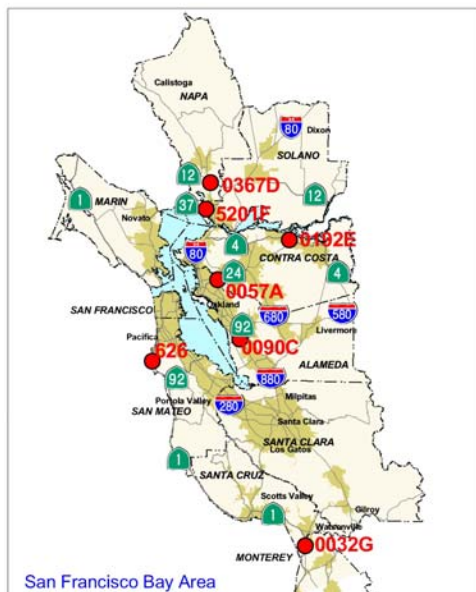 Calistoga
NAPA
80
Dixon
SOLANO
12
0367D
12
1
MARIN
37
5201F
Novato
4
0192E
80
CONTRA COSTA
24
4
0057A
Oakland
SAN FRANCISCO
680
580
92
Livermore
Pacifica
626
0090C
ALAMEDA
92
880
Portola Valley
280
Milpitas
SAN MATEO
Santa Clara
SANTA CLARA
Los Gatos
1
SANTA CRUZ
Scotts Valley
1
Gilroy
Watsonville
0032G
MONTEREY
San Francisco Bay Area